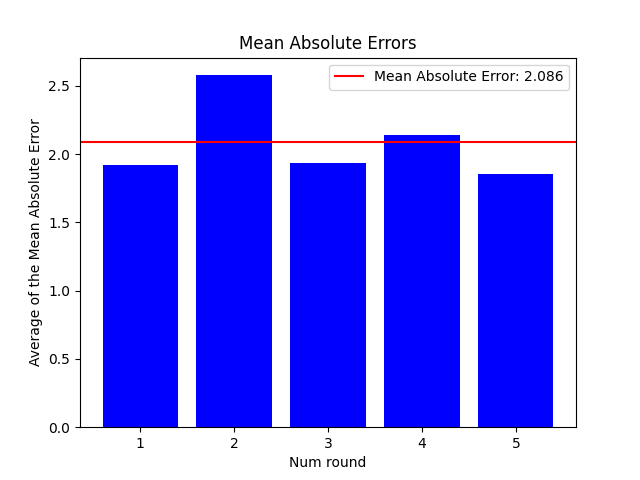 Mean Absolute Errors
Mean Absolute Error: 2.086
Average of the Mean Absolute Error
2.5
2.0
1.5
1.0
0.5
0.0
1 2 3 4 5
Num round